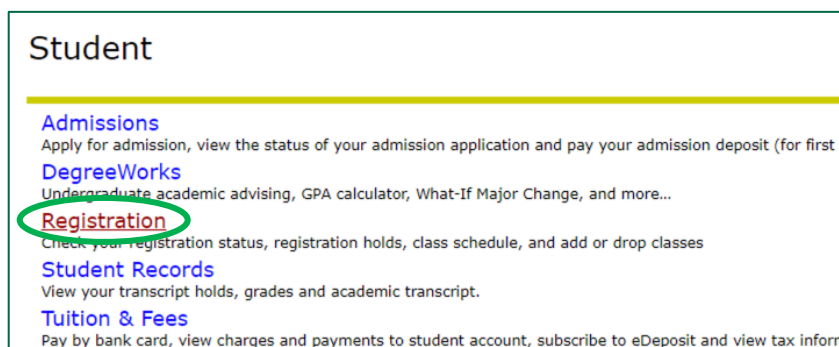 Student
Admissions
Apply for admission, view the status of your admission application and pay your admission deposit (for first
DegreeWorks
Undergraduate academic advising, GPA calculator, What-If Major Change, and more...
Registration
Check your registration status, registration holds, class schedule, and add or drop classes
Student Records
View your transcript holds, grades and academic transcript.
Tuition & Fees
Pay by bank card, view charges and payments to student account, subscribe to eDeposit and view tax